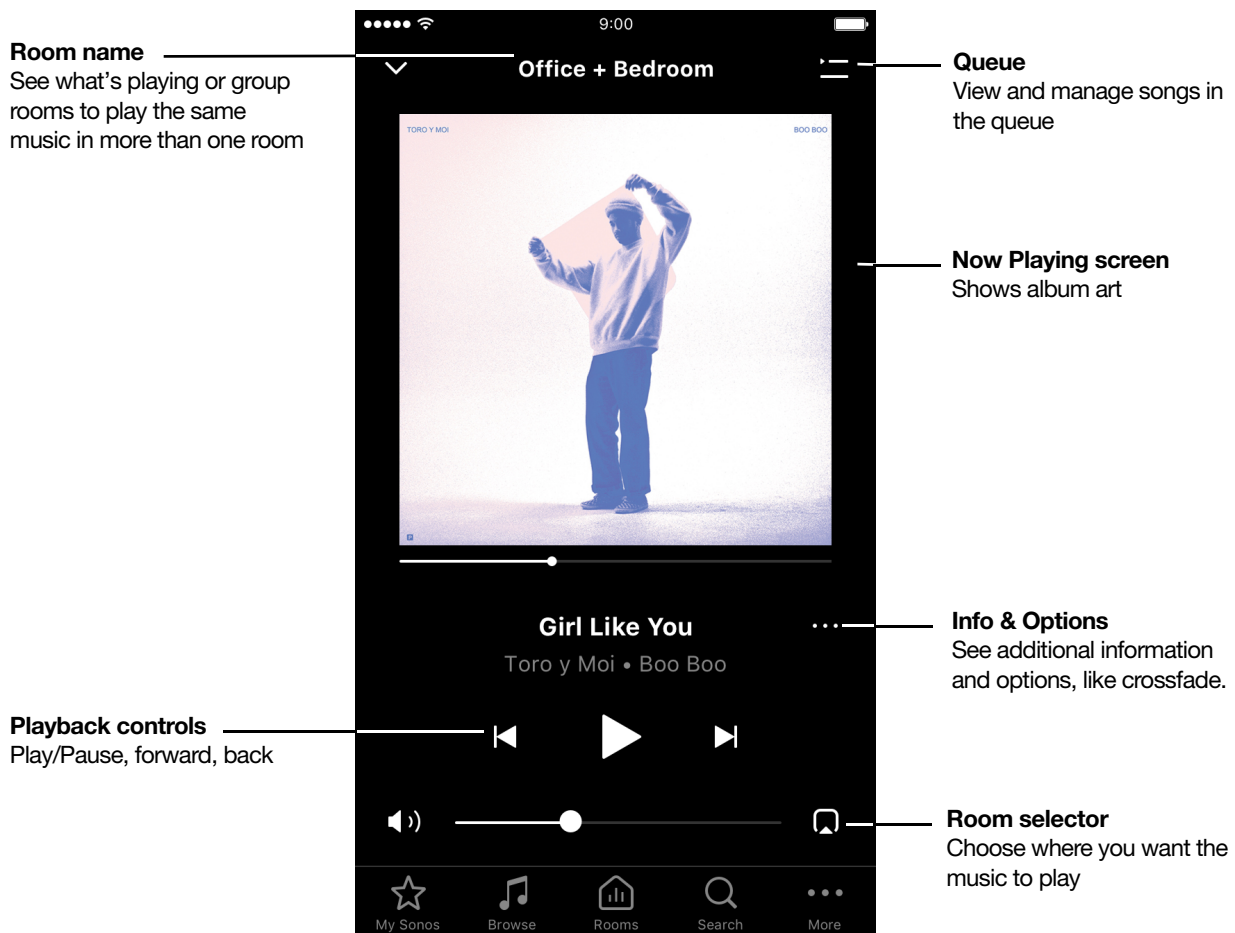 9:00
Room name
See what's playing or group
rooms to play the same
music in more than one room
Office + Bedroom
Queue
View and manage songs in
the queue
TORO Y MOI
BOO BOO
Now Playing screen
Shows album art
Girl Like You
Toro y Moi • Boo Boo
Info & Options
See additional information
and options, like crossfade.
Playback controls
Play/Pause, forward, back
Room selector
Choose where you want the
music to play
My Sonos
Browse
Rooms
Search
More